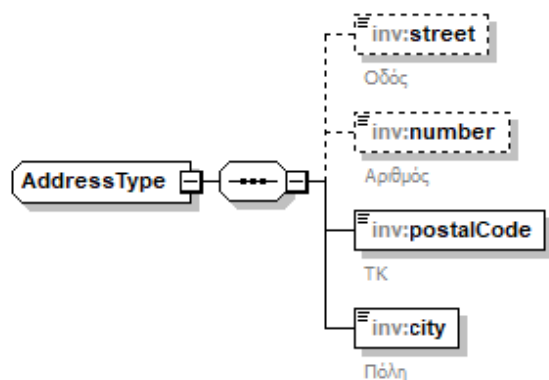 inv:street
Οδός
inv:number
Αριθμός
AddressType
inv:postalCode
ΤΚ
inv:city
Πόλη